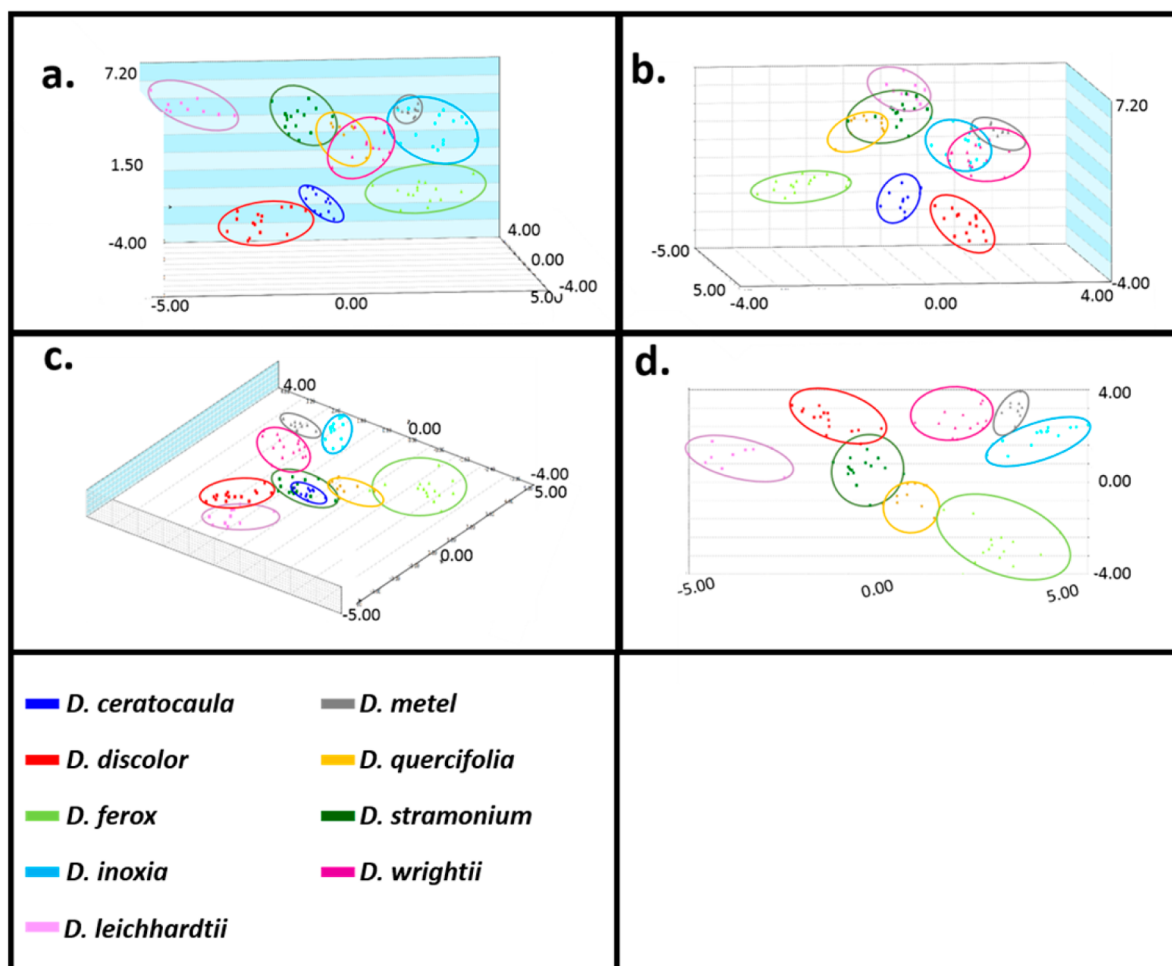 a.
7.20
1.50
-4.00
4.00
0.00
-4.00
-5.00
0.00
5.00
b.
7.20
-5.00
5.00
-4.00
0.00
4.00
-4.00
c.
4.00
0.00
-4.00
5.00
0.00
-5.00
d.
4.00
0.00
-4.00
-5.00
0.00
5.00
D. ceratocaula
D. metel
D. discolor
D. quercifolia
D. ferox
D. stramonium
D. inoxia
D. wrightii
D. leichhardtii